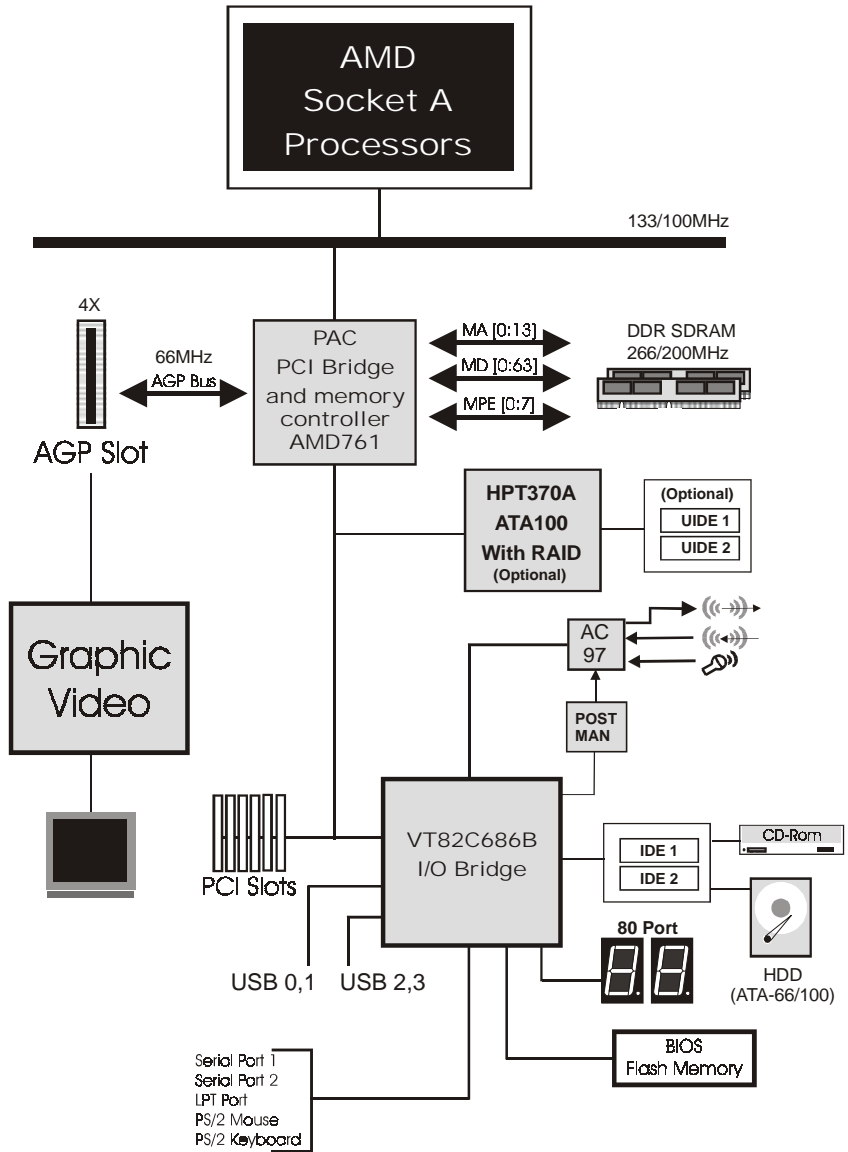 AMD
Socket A
Processors
133/100MHz
4X
66MHz
AGP Bus
AGP Slot
PAC
PCI Bridge
and memory
controller
AMD761
MA [0:13]
MD [0:63]
MPE [0:7]
DDR SDRAM
266/200MHz
HPT370A
ATA100
With RAID
(Optional)
(Optional)
UIDE 1
UIDE 2
Graphic
Video
AC
97
POST
MAN
PCI Slots
VT82C686B
I/O Bridge
IDE 1
IDE 2
CD-Rom
HDD
(ATA-66/100)
80 Port
8.8.
USB 0,1
USB 2,3
BIOS
Flash Memory
Serial Port 1
Serial Port 2
LPT Port
PS/2 Mouse
PS/2 Keyboard